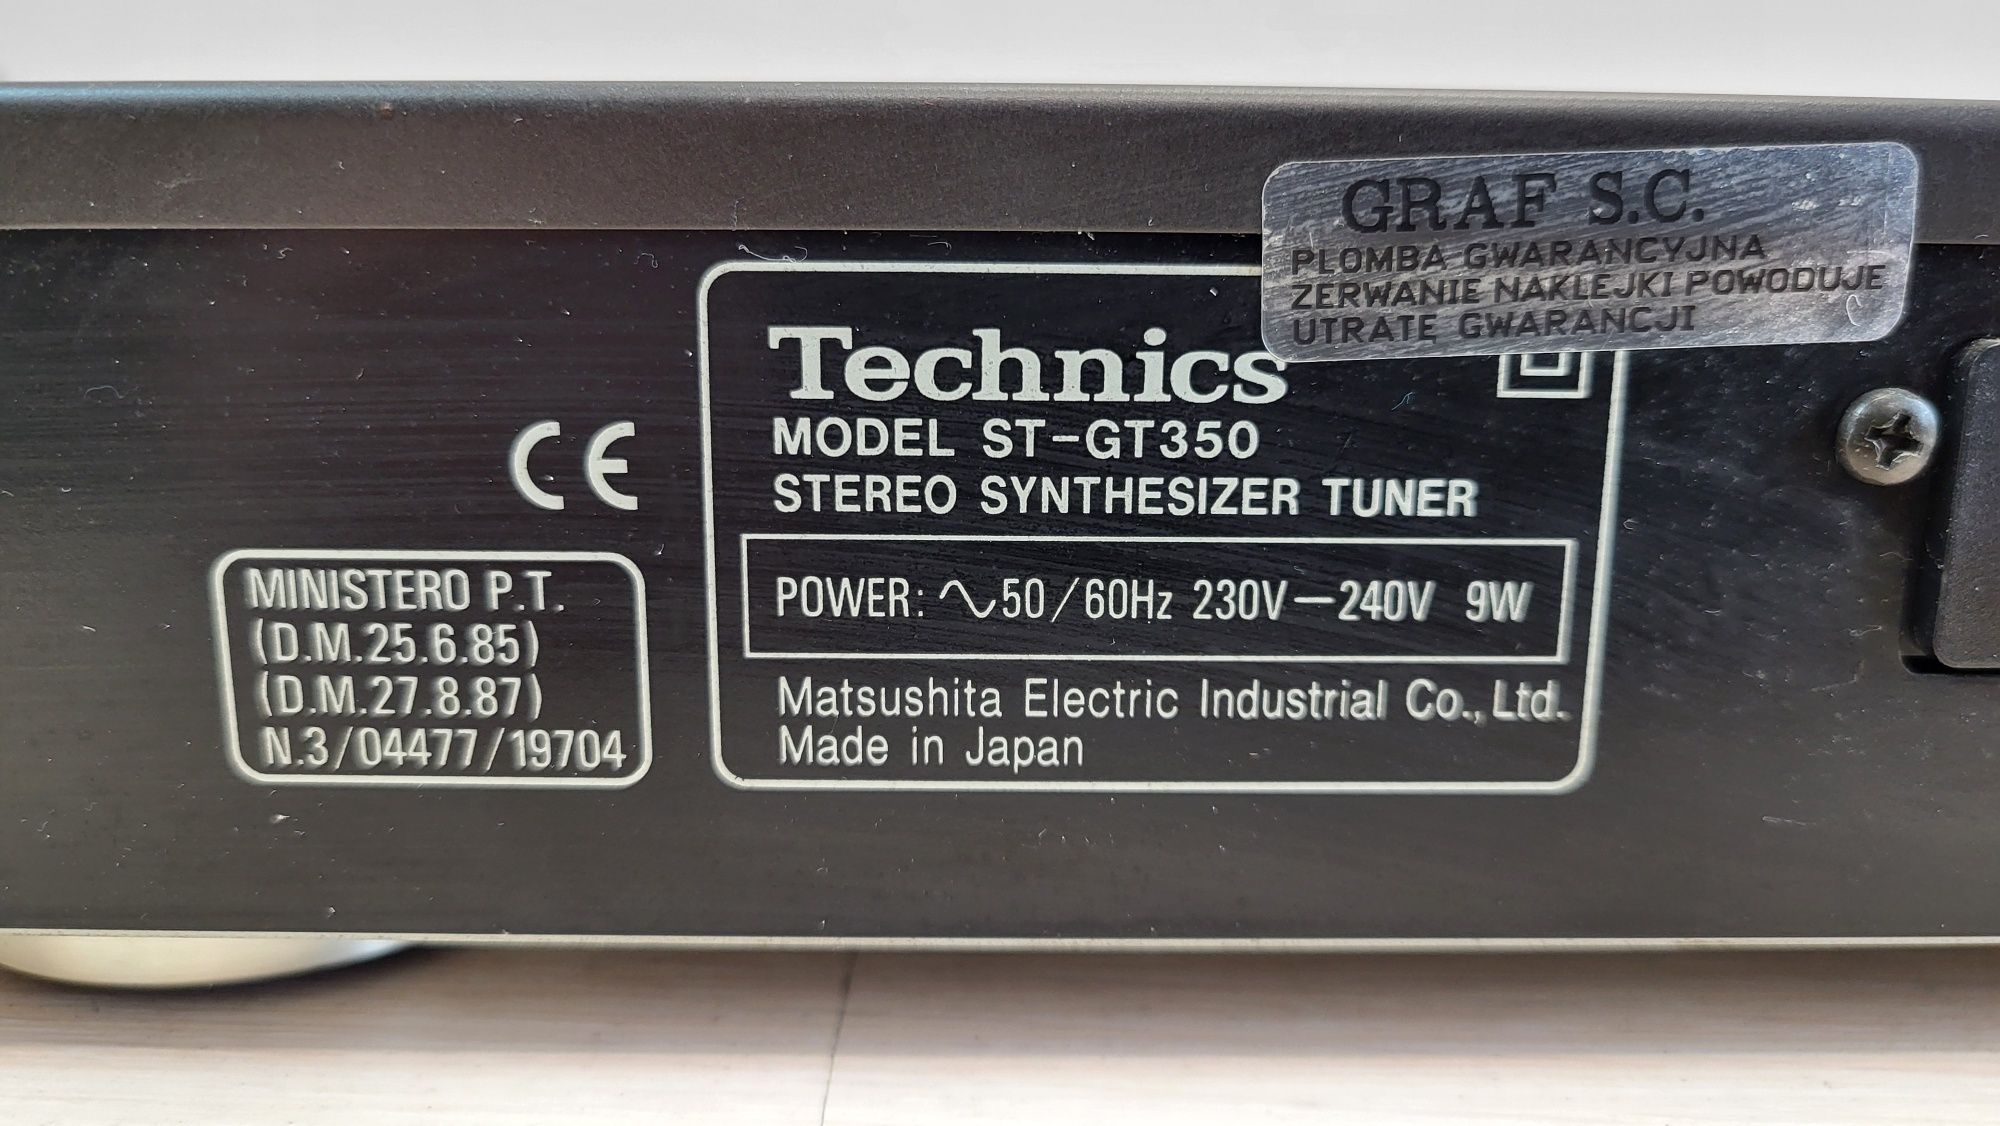 GRAF S.C.
PLOMBA GWARANCYJNA
ZERWANIE NAKLEJKI POWODUJE
UTRATĘ GWARANCJI
Technics
MODEL ST-GT350
STEREO SYNTHESIZER TUNER
POWER: ∿50/60Hz 230V—240V 9W
Matsushita Electric Industrial Co., Ltd.
Made in Japan
CE
MINISTERO P.T.
(D.M.25.6.85)
(D.M.27.8.87)
N.3/04477/19704